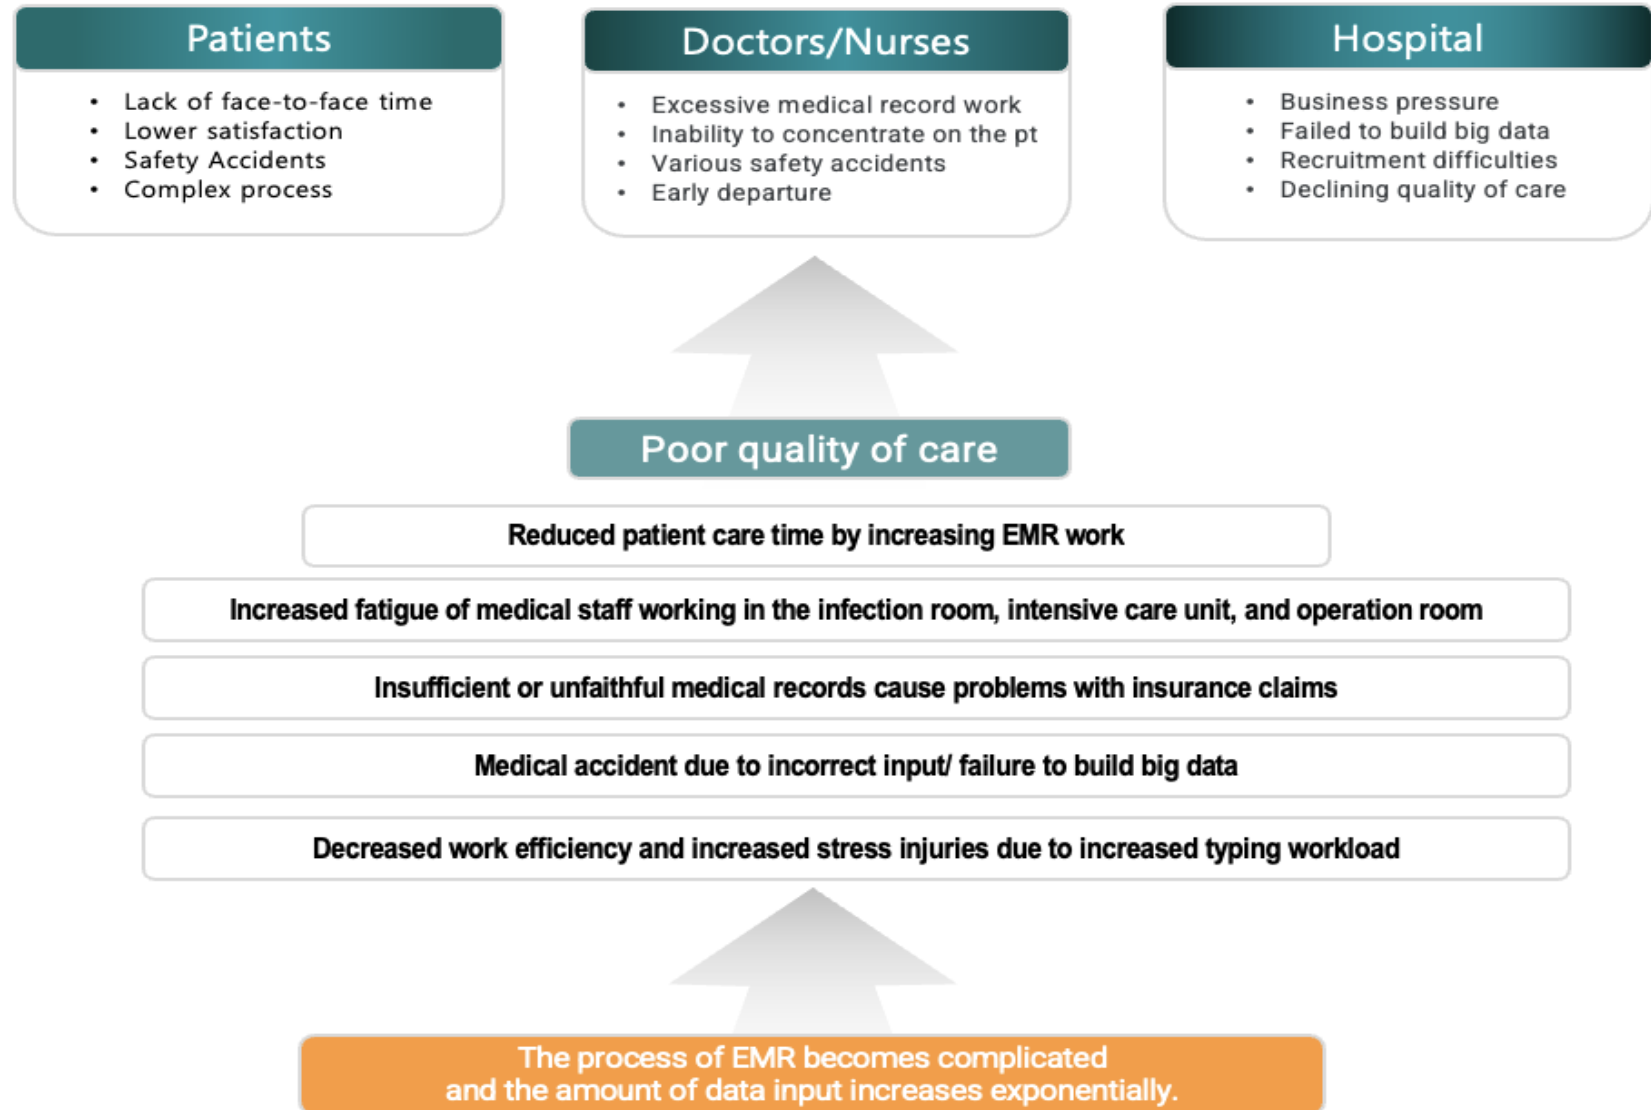 Patients
• Lack of face-to-face time
• Lower satisfaction
• Safety Accidents
• Complex process
Doctors/Nurses
• Excessive medical record work
• Inability to concentrate on the pt
• Various safety accidents
• Early departure
Hospital
• Business pressure
• Failed to build big data
• Recruitment difficulties
• Declining quality of care
Poor quality of care
Reduced patient care time by increasing EMR work
Increased fatigue of medical staff working in the infection room, intensive care unit, and operation room
Insufficient or unfaithful medical records cause problems with insurance claims
Medical accident due to incorrect input/ failure to build big data
Decreased work efficiency and increased stress injuries due to increased typing workload
The process of EMR becomes complicated
and the amount of data input increases exponentially.